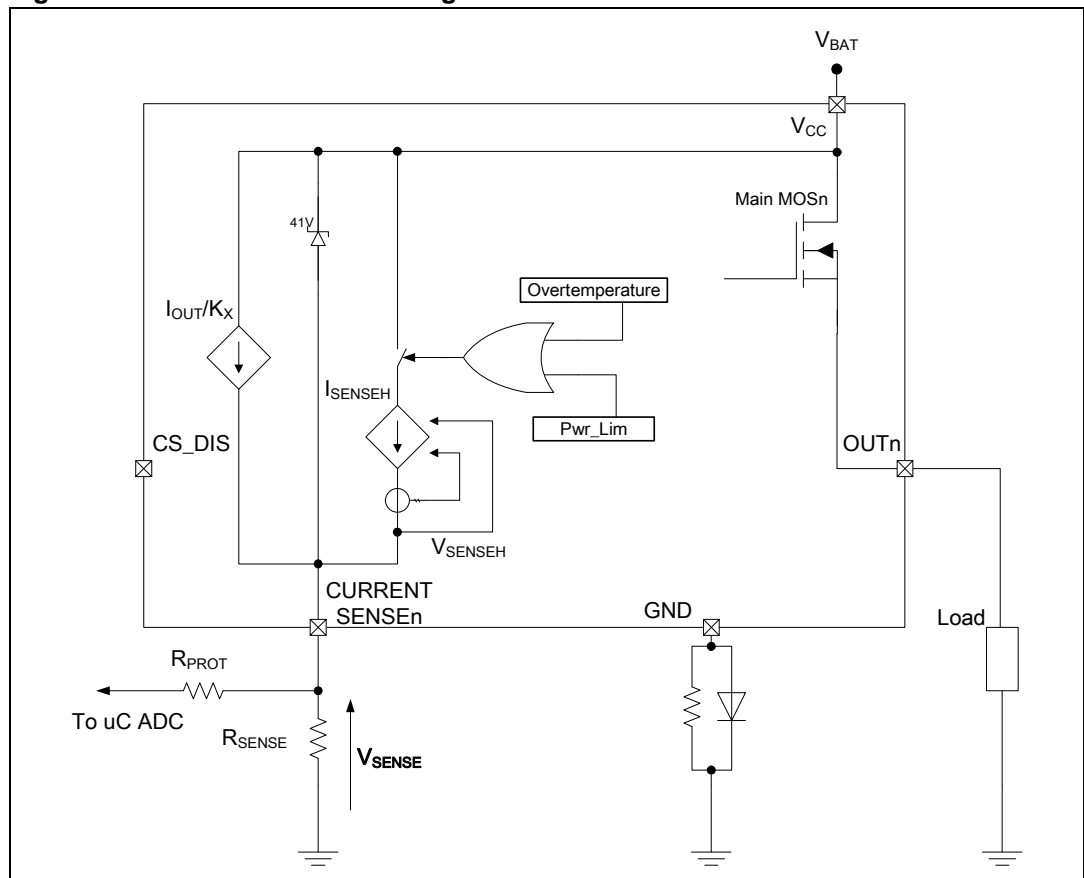 VBAT
VCC
Main MOSn
41V
Overtemperature
IOUT/KX
ISENSEH
Pwr_Lim
CS_DIS
OUTn
VSENSEH
CURRENT
SENSEn
GND
Load
RPROT
To uC ADC
RSENSE
VSENSE